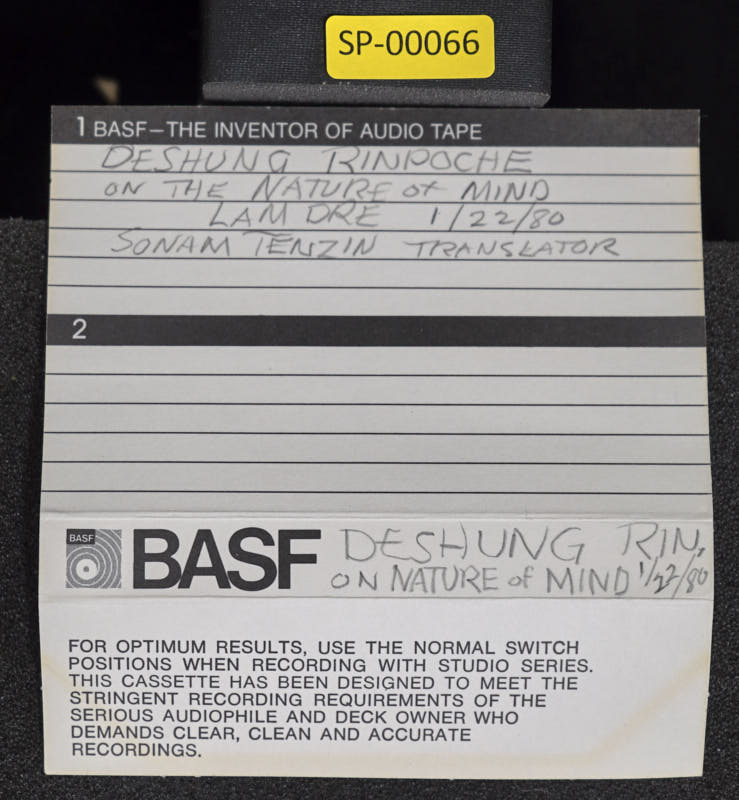 SP-00066
1 BASF–THE INVENTOR OF AUDIO TAPE
DESHUNG RINPOCHE
ON THE NATURE of MIND
LAM DRE 1/22/80
SONAM TENZIN TRANSLATOR
2
BASF
BASF
DESHUNG RIN.
ON NATURE of MIND 1/22/80
FOR OPTIMUM RESULTS, USE THE NORMAL SWITCH
POSITIONS WHEN RECORDING WITH STUDIO SERIES.
THIS CASSETTE HAS BEEN DESIGNED TO MEET THE
STRINGENT RECORDING REQUIREMENTS OF THE
SERIOUS AUDIOPHILE AND DECK OWNER WHO
DEMANDS CLEAR, CLEAN AND ACCURATE
RECORDINGS.